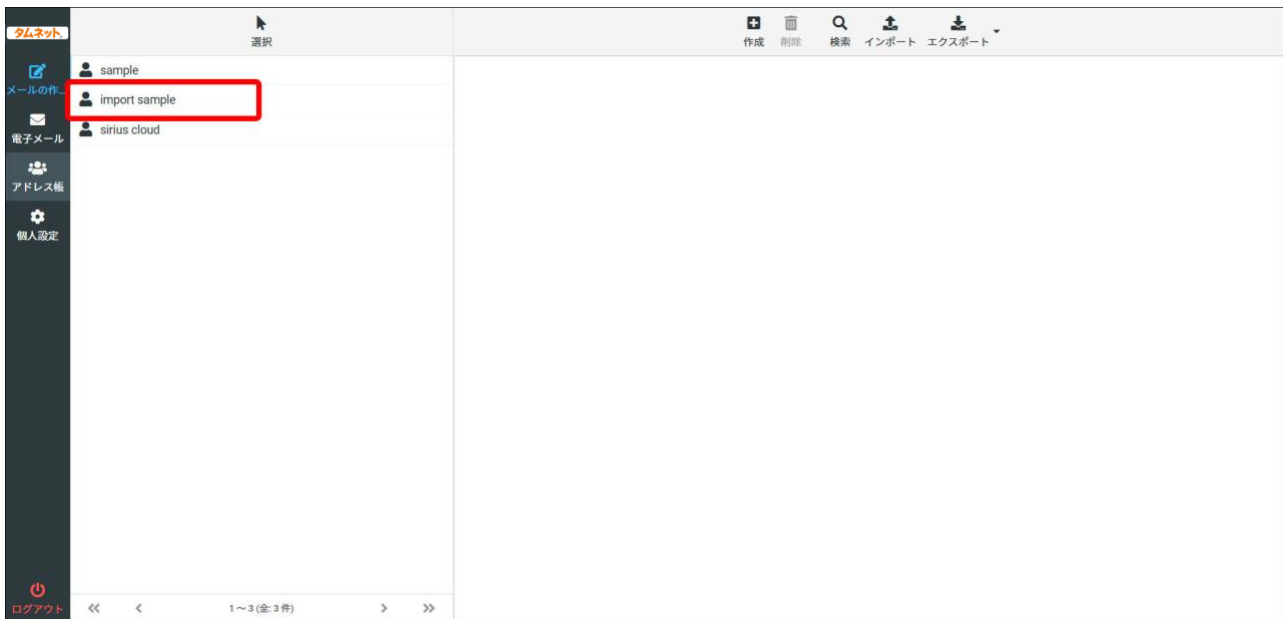 タムネット
メールの作...
電子メール
アドレス帳
個人設定
ログアウト
選択
sample
import sample
sirius cloud
1～3 (全: 3 件)
作成 削除 検索 インポート エクスポート